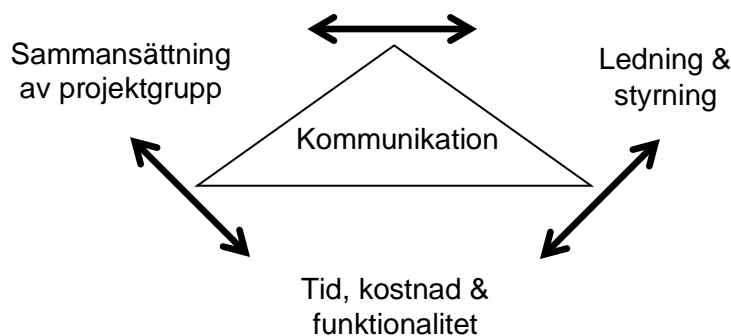 Sammansättning
av projektgrupp
Ledning &
styrning
Kommunikation
Tid, kostnad &
funktionalitet